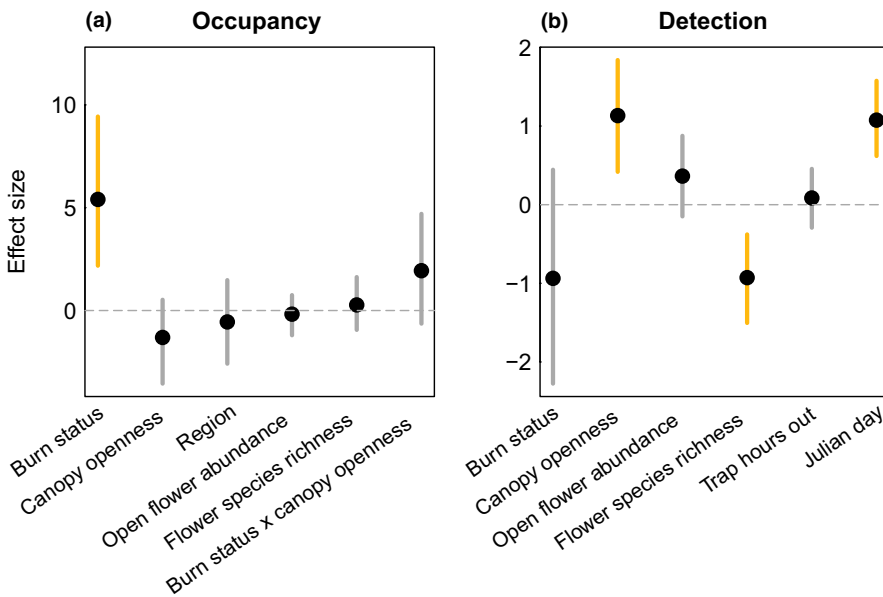 (a) Occupancy
Effect size
10
5
0
Burn status
Canopy openness
Region
Open flower abundance
Flower species richness
Burn status x canopy openness
(b) Detection
2
1
0
−1
−2
Burn status
Canopy openness
Open flower abundance
Flower species richness
Trap hours out
Julian day